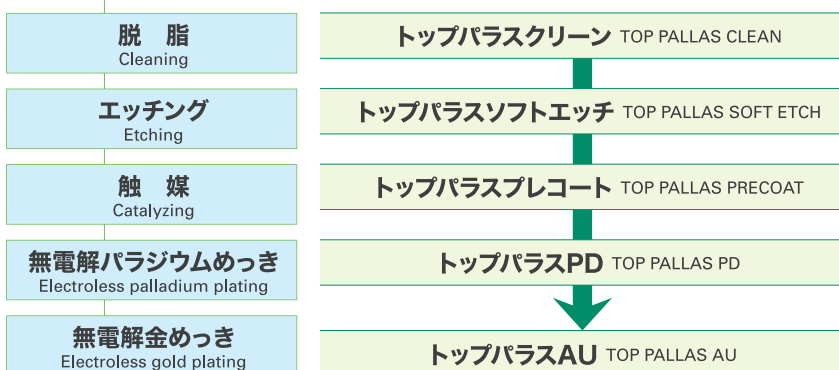 脱 脂
Cleaning
トップパラスクリーン TOP PALLAS CLEAN
エッチング
Etching
トップパラスソフトエッチ TOP PALLAS SOFT ETCH
触 媒
Catalyzing
トップパラスプレコート TOP PALLAS PRECOAT
無電解パラジウムめっき
Electroless palladium plating
トップパラスPD TOP PALLAS PD
無電解金めっき
Electroless gold plating
トップパラスAU TOP PALLAS AU